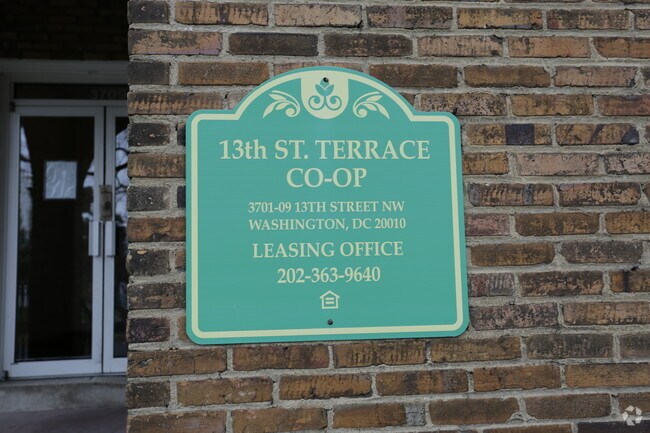 13th ST. TERRACE
CO-OP
3701-09 13TH STREET NW
WASHINGTON, DC 20010
LEASING OFFICE
202-363-9640